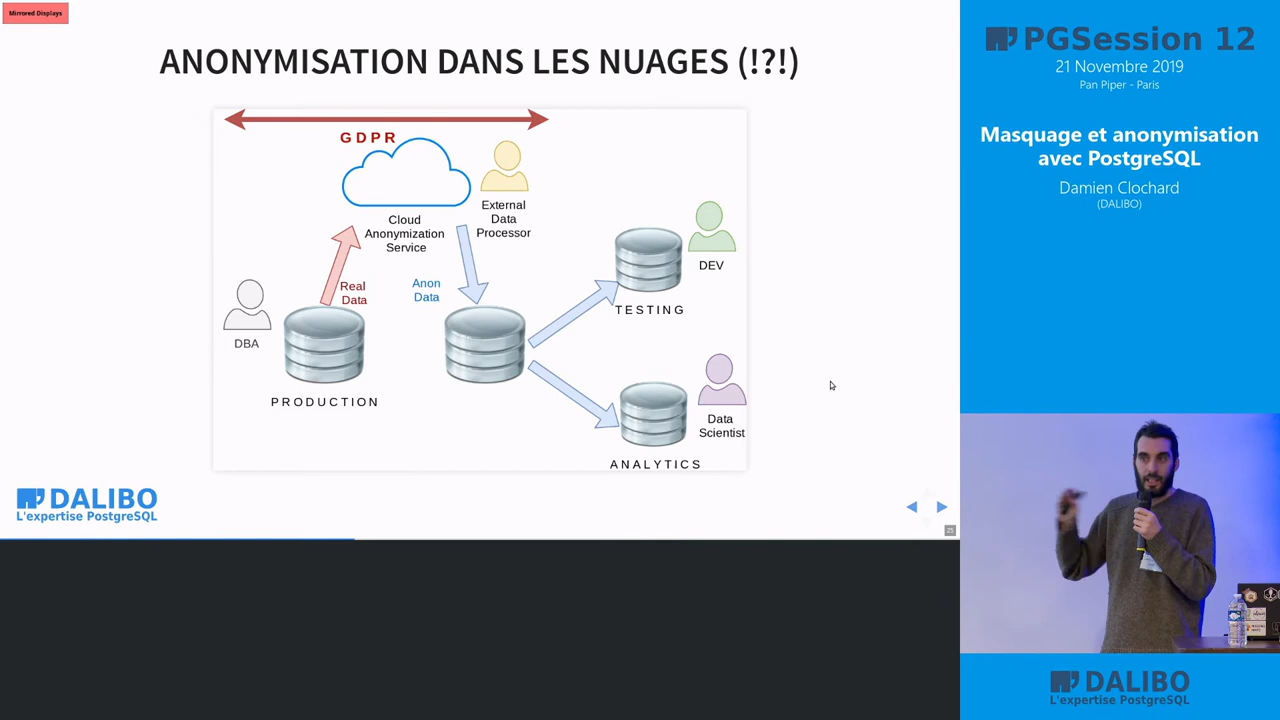 Mirrored Displays
ANONYMISATION DANS LES NUAGES (!?!)
GDPR
Cloud
Anonymization
Service
External
Data
Processor
Real
Data
Anon
Data
DBA
PRODUCTION
DEV
TESTING
Data
Scientist
ANALYTICS
DALIBO
L'expertise PostgreSQL
25
PGSession 12
21 Novembre 2019
Pan Piper - Paris
Masquage et anonymisation
avec PostgreSQL
Damien Clochard
(DALIBO)
DALIBO
L'expertise PostgreSQL